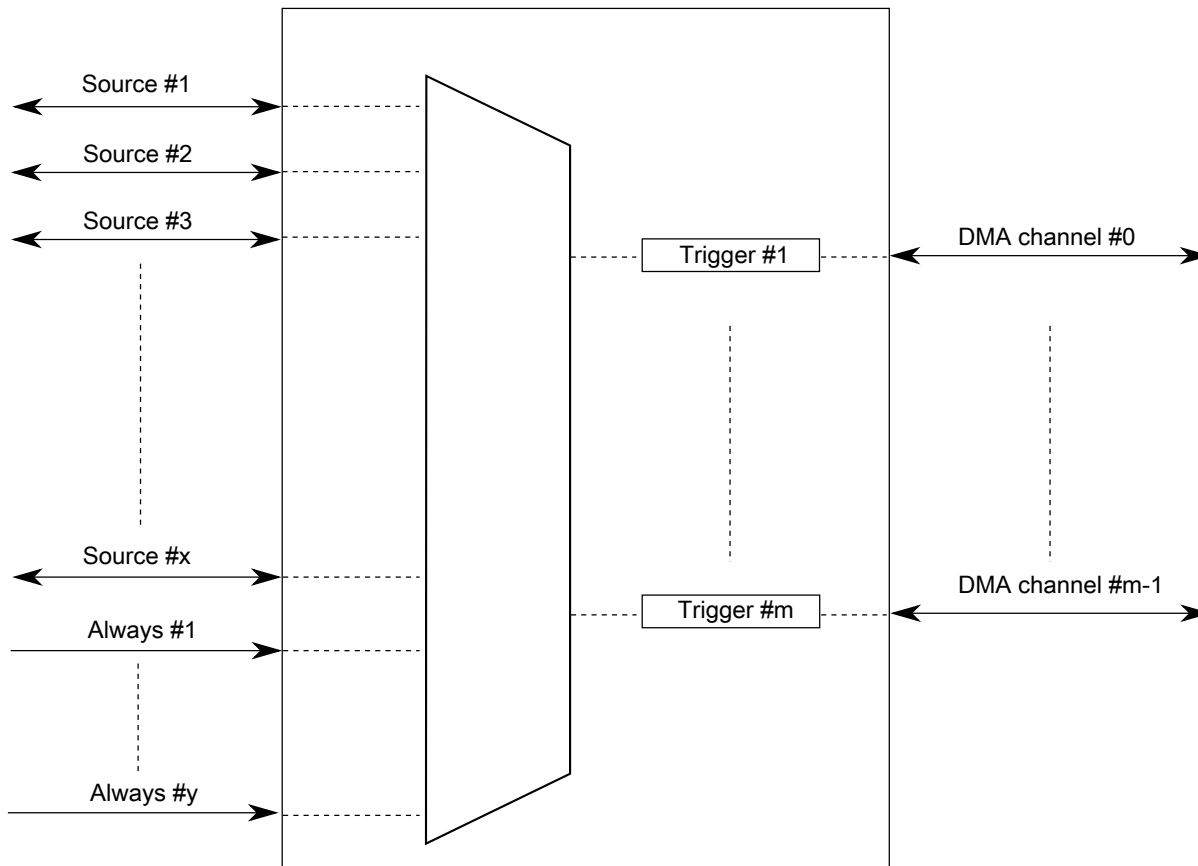 Source #1
Source #2
Source #3
Source #x
Always #1
Always #y
Trigger #1
Trigger #m
DMA channel #0
DMA channel #m-1